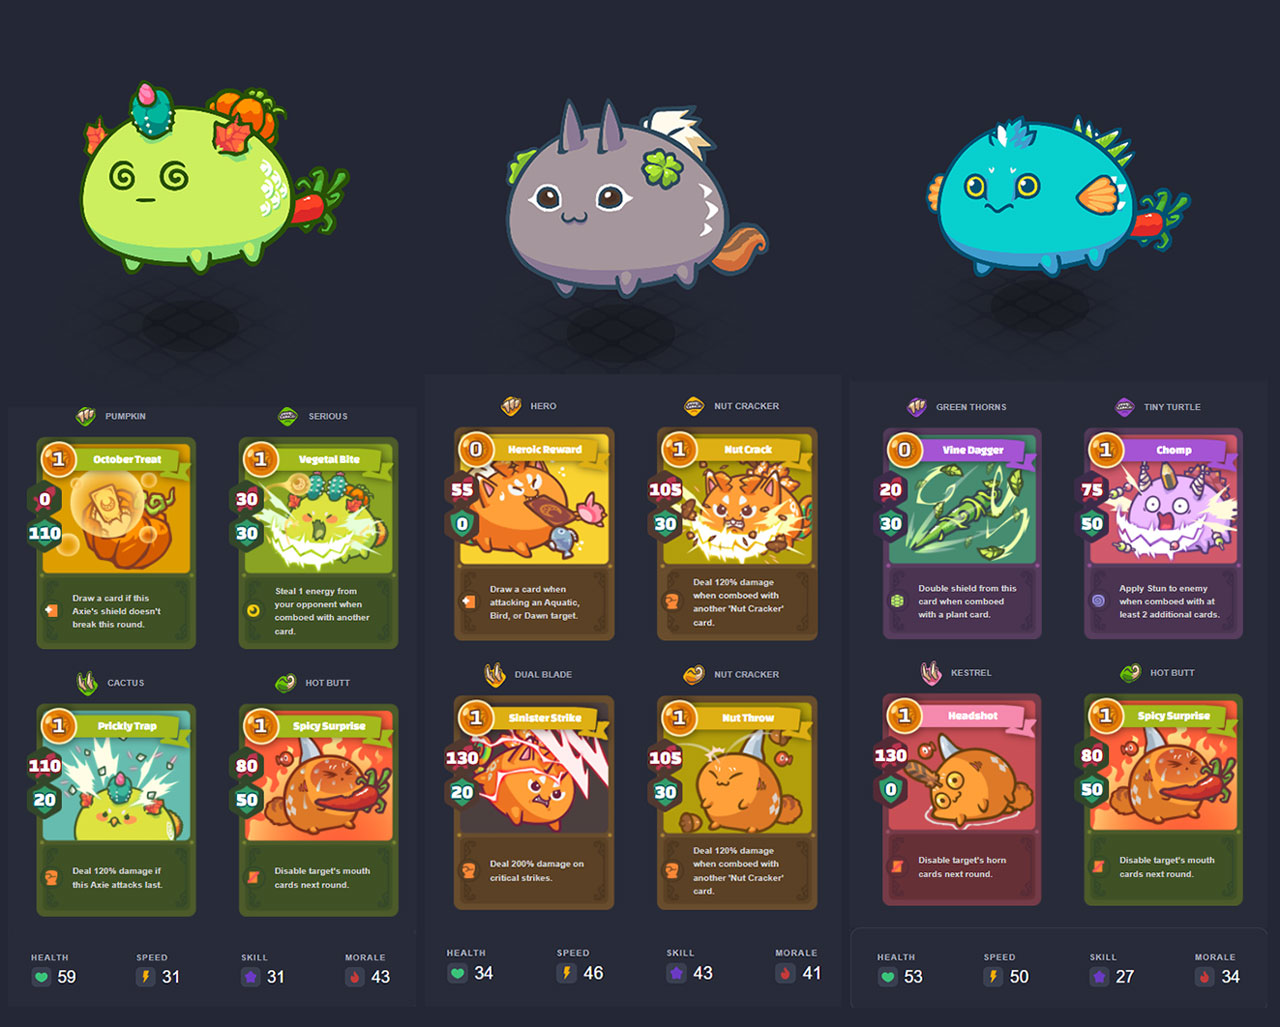 PUMPKIN
SERIOUS
1
October Treat
0
110
Draw a card if this
Axie's shield doesn't
break this round.
1
Vegetal Bite
30
30
Steal 1 energy from
your opponent when
comboed with another
card.
CACTUS
HOT BUTT
1
Prickly Trap
110
20
Deal 120% damage if
this Axie attacks last.
1
Spicy Surprise
80
50
Disable target's mouth
cards next round.
HEALTH
59
SPEED
31
SKILL
31
MORALE
43
HERO
NUT CRACKER
0
Heroic Reward
55
0
Draw a card when
attacking an Aquatic,
Bird, or Dawn target.
1
Nut Crack
105
30
Deal 120% damage
when comboed with
another 'Nut Cracker'
card.
DUAL BLADE
NUT CRACKER
1
Sinister Strike
130
20
Deal 200% damage on
critical strikes.
1
Nut Throw
105
30
Deal 120% damage
when comboed with
another 'Nut Cracker'
card.
HEALTH
34
SPEED
46
SKILL
43
MORALE
41
GREEN THORNS
TINY TURTLE
0
Vine Dagger
20
30
Double shield from this
card when comboed
with a plant card.
1
Chomp
75
50
Apply Stun to enemy
when comboed with at
least 2 additional cards.
KESTREL
HOT BUTT
1
Headshot
130
0
Disable target's horn
cards next round.
1
Spicy Surprise
80
50
Disable target's mouth
cards next round.
HEALTH
53
SPEED
50
SKILL
27
MORALE
34